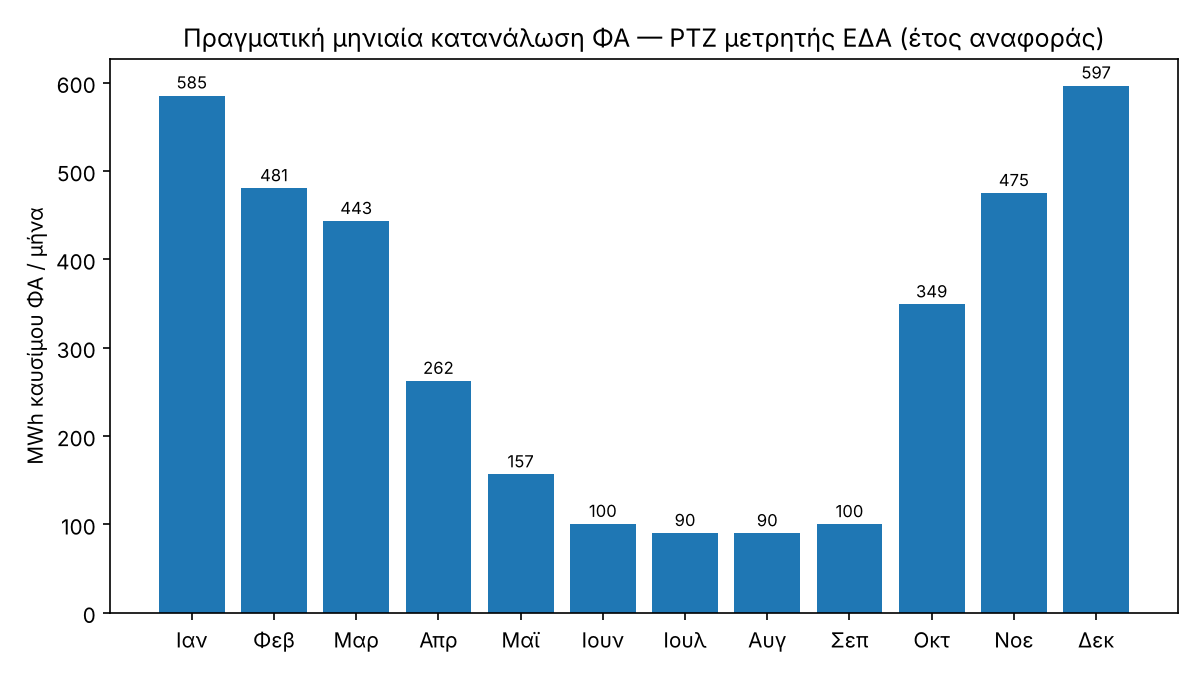 Πραγματική μηνιαία κατανάλωση ΦΑ — PTZ μετρητής ΕΔΑ (έτος αναφοράς)
MWh καυσίμου ΦΑ / μήνα
600
500
400
300
200
100
0
585
481
443
262
157
100
90
90
100
349
475
597
Ιαν
Φεβ
Μαρ
Απρ
Μαϊ
Ιουν
Ιουλ
Αυγ
Σεπ
Οκτ
Νοε
Δεκ